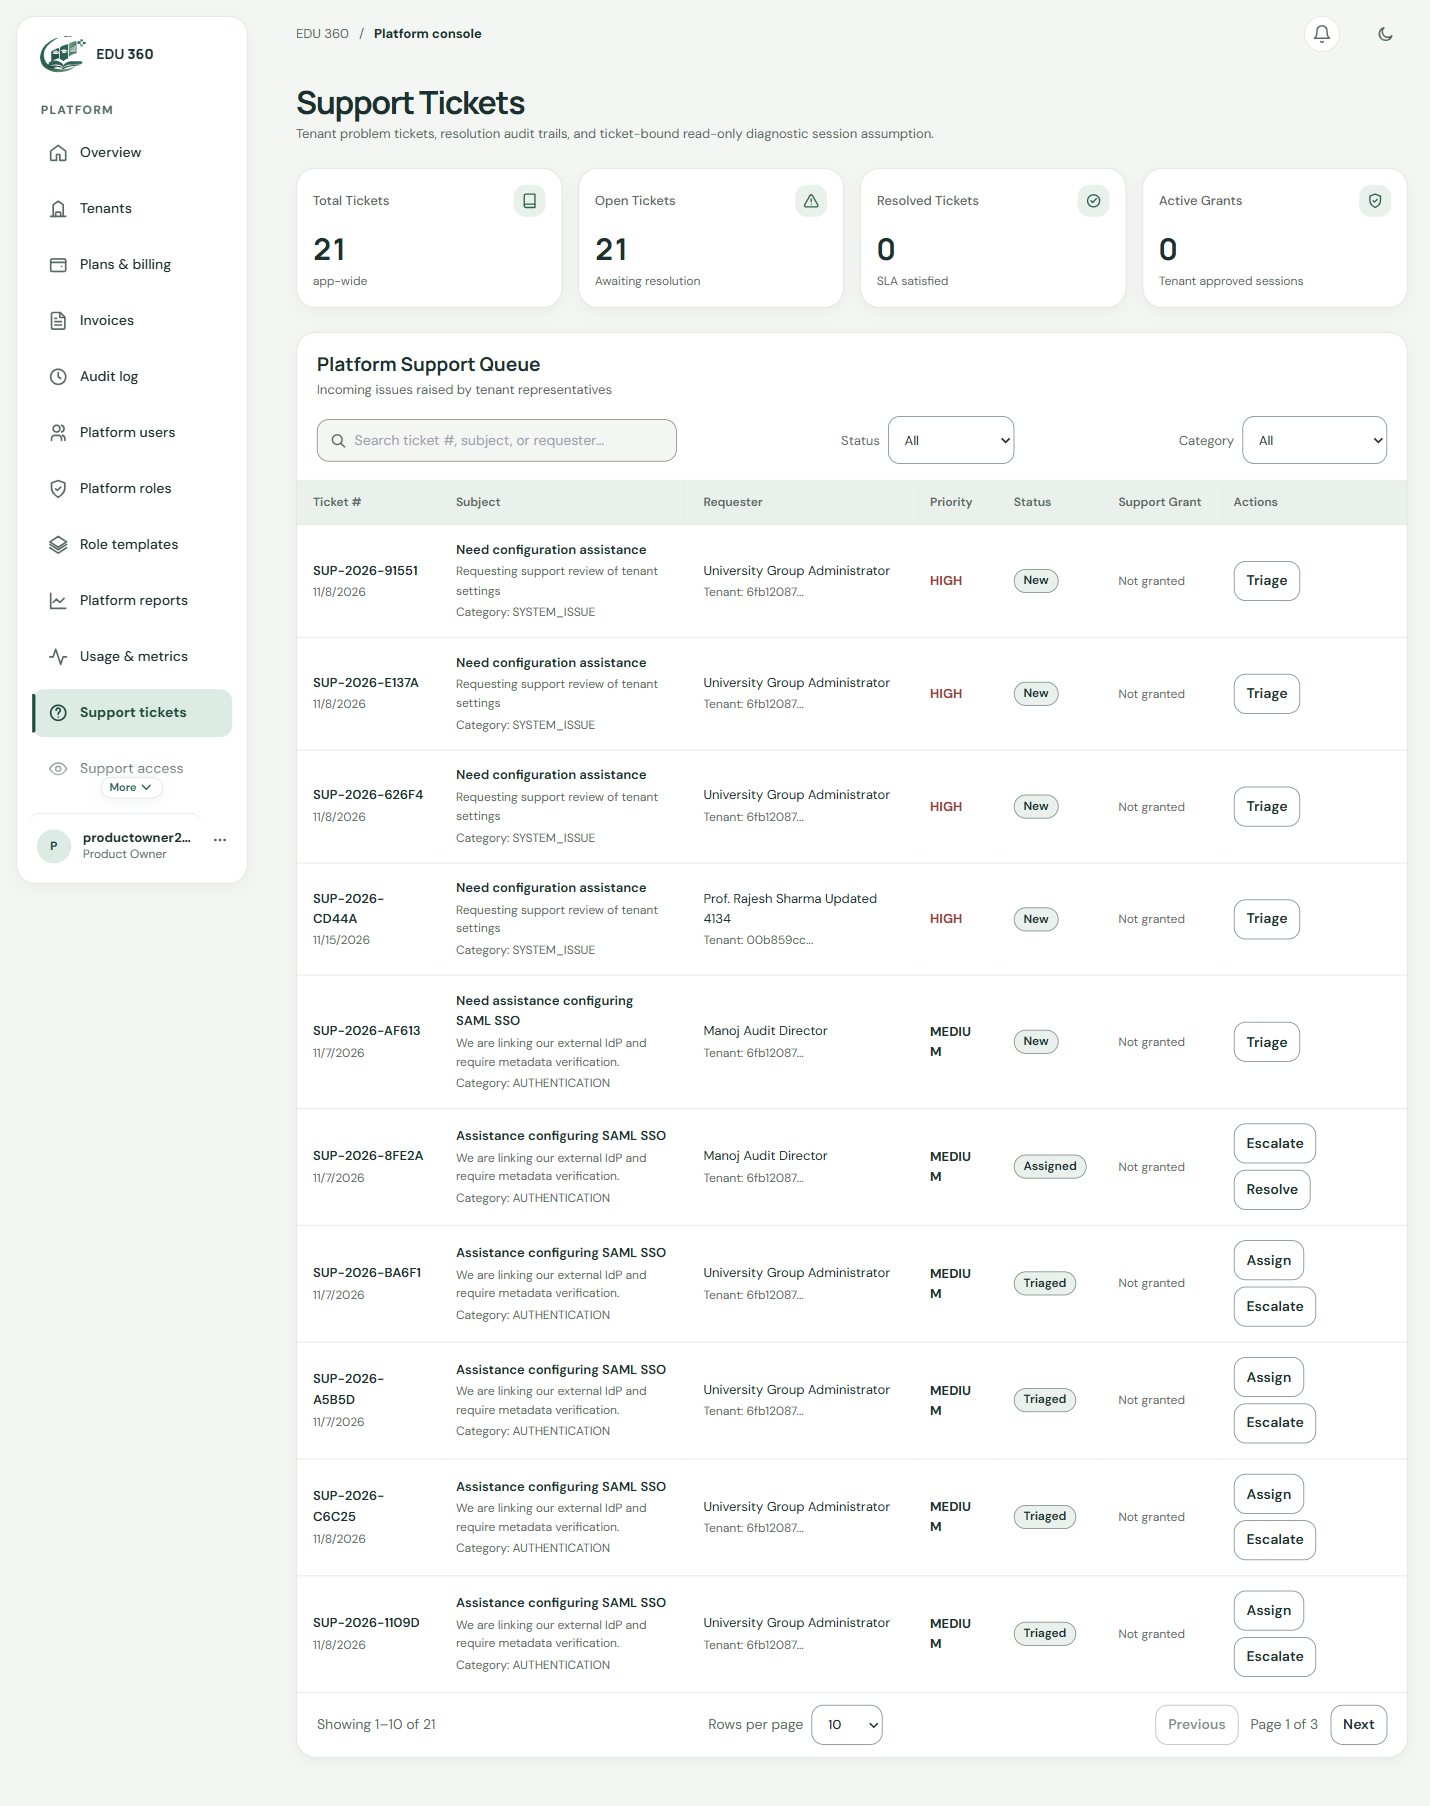 EDU 360
PLATFORM
Overview
Tenants
Plans & billing
Invoices
Audit log
Platform users
Platform roles
Role templates
Platform reports
Usage & metrics
Support tickets
Support access
More
P
productowner2...
Product Owner
EDU 360 / Platform console
Support Tickets
Tenant problem tickets, resolution audit trails, and ticket-bound read-only diagnostic session assumption.
Total Tickets
21
app-wide
Open Tickets
21
Awaiting resolution
Resolved Tickets
0
SLA satisfied
Active Grants
0
Tenant approved sessions
Platform Support Queue
Incoming issues raised by tenant representatives
Search ticket #, subject, or requester...
Status All
Category All
Ticket # Subject Requester Priority Status Support Grant Actions
SUP-2026-91551
11/8/2026
Need configuration assistance
Requesting support review of tenant
settings
Category: SYSTEM_ISSUE
University Group Administrator
Tenant: 6fb12087...
HIGH
New
Not granted
Triage
SUP-2026-E137A
11/8/2026
Need configuration assistance
Requesting support review of tenant
settings
Category: SYSTEM_ISSUE
University Group Administrator
Tenant: 6fb12087...
HIGH
New
Not granted
Triage
SUP-2026-626F4
11/8/2026
Need configuration assistance
Requesting support review of tenant
settings
Category: SYSTEM_ISSUE
University Group Administrator
Tenant: 6fb12087...
HIGH
New
Not granted
Triage
SUP-2026-
CD44A
11/15/2026
Need configuration assistance
Requesting support review of tenant
settings
Category: SYSTEM_ISSUE
Prof. Rajesh Sharma Updated
4134
Tenant: 00b859cc...
HIGH
New
Not granted
Triage
SUP-2026-AF613
11/7/2026
Need assistance configuring
SAML SSO
We are linking our external IdP and
require metadata verification.
Category: AUTHENTICATION
Manoj Audit Director
Tenant: 6fb12087...
MEDIU
M
New
Not granted
Triage
SUP-2026-8FE2A
11/7/2026
Assistance configuring SAML SSO
We are linking our external IdP and
require metadata verification.
Category: AUTHENTICATION
Manoj Audit Director
Tenant: 6fb12087...
MEDIU
M
Assigned
Not granted
Escalate
Resolve
SUP-2026-BA6F1
11/7/2026
Assistance configuring SAML SSO
We are linking our external IdP and
require metadata verification.
Category: AUTHENTICATION
University Group Administrator
Tenant: 6fb12087...
MEDIU
M
Triaged
Not granted
Assign
Escalate
SUP-2026-
A5B5D
11/7/2026
Assistance configuring SAML SSO
We are linking our external IdP and
require metadata verification.
Category: AUTHENTICATION
University Group Administrator
Tenant: 6fb12087...
MEDIU
M
Triaged
Not granted
Assign
Escalate
SUP-2026-
C6C25
11/8/2026
Assistance configuring SAML SSO
We are linking our external IdP and
require metadata verification.
Category: AUTHENTICATION
University Group Administrator
Tenant: 6fb12087...
MEDIU
M
Triaged
Not granted
Assign
Escalate
SUP-2026-1109D
11/8/2026
Assistance configuring SAML SSO
We are linking our external IdP and
require metadata verification.
Category: AUTHENTICATION
University Group Administrator
Tenant: 6fb12087...
MEDIU
M
Triaged
Not granted
Assign
Escalate
Showing 1–10 of 21
Rows per page 10
Previous Page 1 of 3 Next